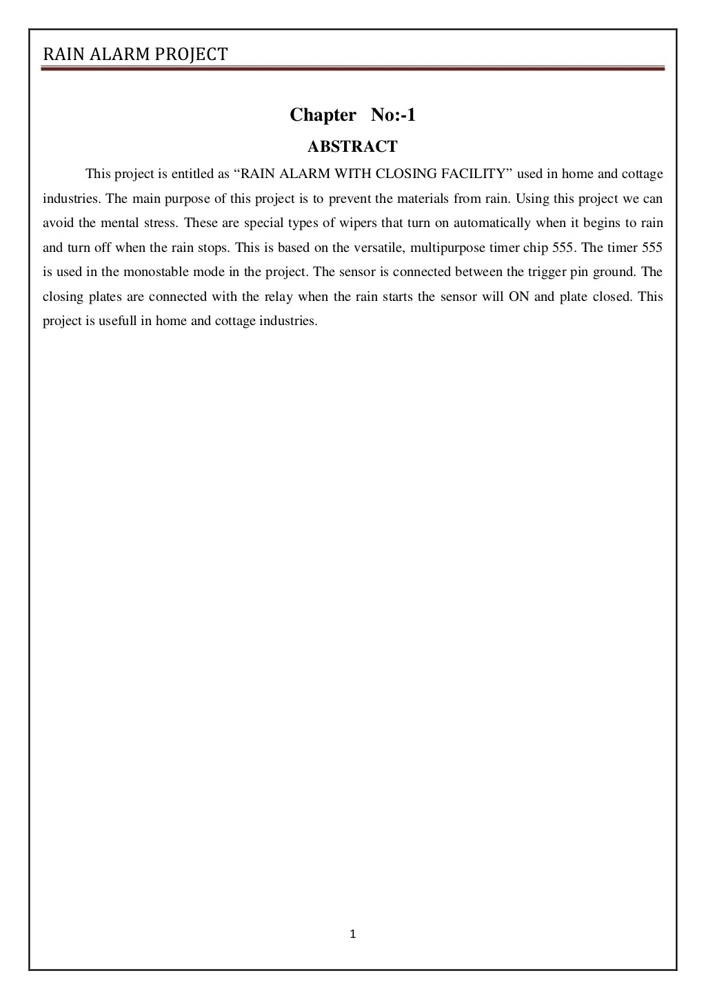 RAIN ALARM PROJECT
Chapter No:-1
ABSTRACT
This project is entitled as “RAIN ALARM WITH CLOSING FACILITY” used in home and cottage
industries. The main purpose of this project is to prevent the materials from rain. Using this project we can
avoid the mental stress. These are special types of wipers that turn on automatically when it begins to rain
and turn off when the rain stops. This is based on the versatile, multipurpose timer chip 555. The timer 555
is used in the monostable mode in the project. The sensor is connected between the trigger pin ground. The
closing plates are connected with the relay when the rain starts the sensor will ON and plate closed. This
project is usefull in home and cottage industries.
1